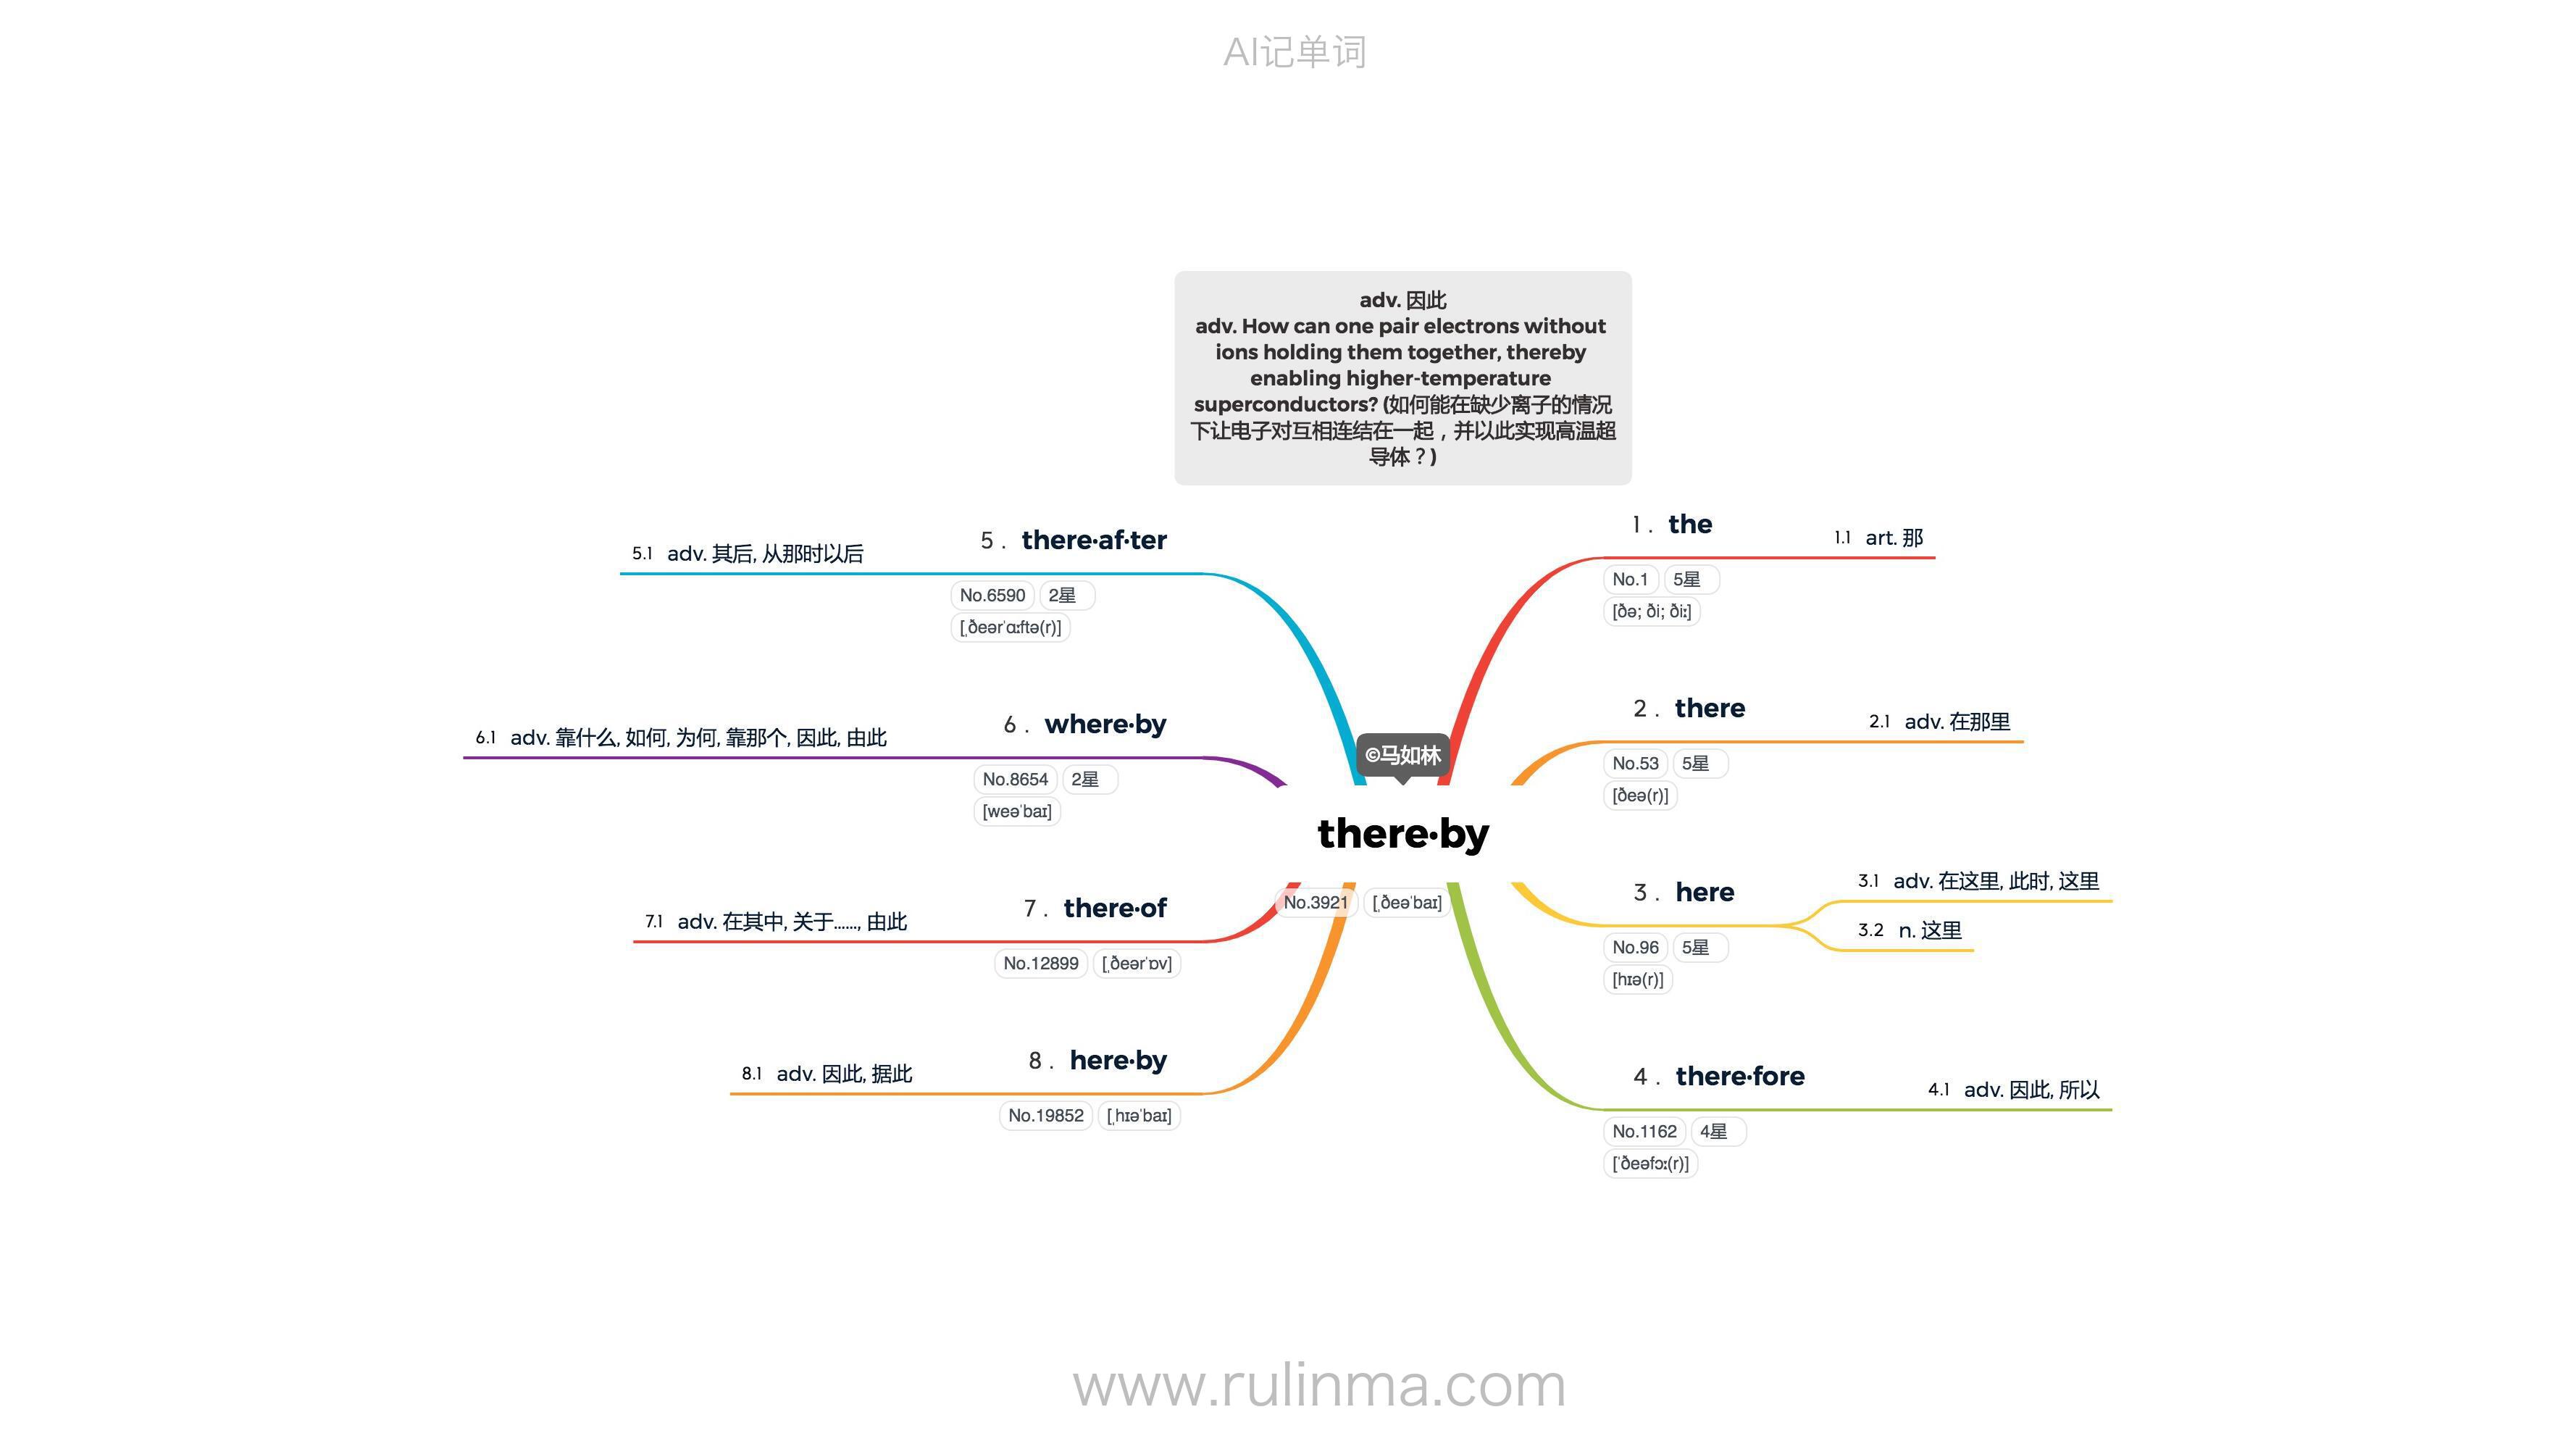 AI记单词
adv. 因此
adv. How can one pair electrons without
ions holding them together, thereby
enabling higher-temperature
superconductors? (如何能在缺少离子的情况
下让电子对互相连结在一起，并以此实现高温超
导体？)
©马如林
there·by
No.3921 [ˌðeəˈbaɪ]
1 . the
1.1 art. 那
No.1 5星
[ðə; ði; ðiː]
2 . there
2.1 adv. 在那里
No.53 5星
[ðeə(r)]
3 . here
3.1 adv. 在这里, 此时, 这里
3.2 n. 这里
No.96 5星
[hɪə(r)]
4 . there·fore
4.1 adv. 因此, 所以
No.1162 4星
[ˈðeəfɔː(r)]
5 . there·af·ter
5.1 adv. 其后, 从那时以后
No.6590 2星
[ˌðeərˈɑːftə(r)]
6 . where·by
6.1 adv. 靠什么, 如何, 为何, 靠那个, 因此, 由此
No.8654 2星
[weəˈbaɪ]
7 . there·of
7.1 adv. 在其中, 关于......, 由此
No.12899 [ˌðeərˈɒv]
8 . here·by
8.1 adv. 因此, 据此
No.19852 [ˌhɪəˈbaɪ]
www.rulinma.com